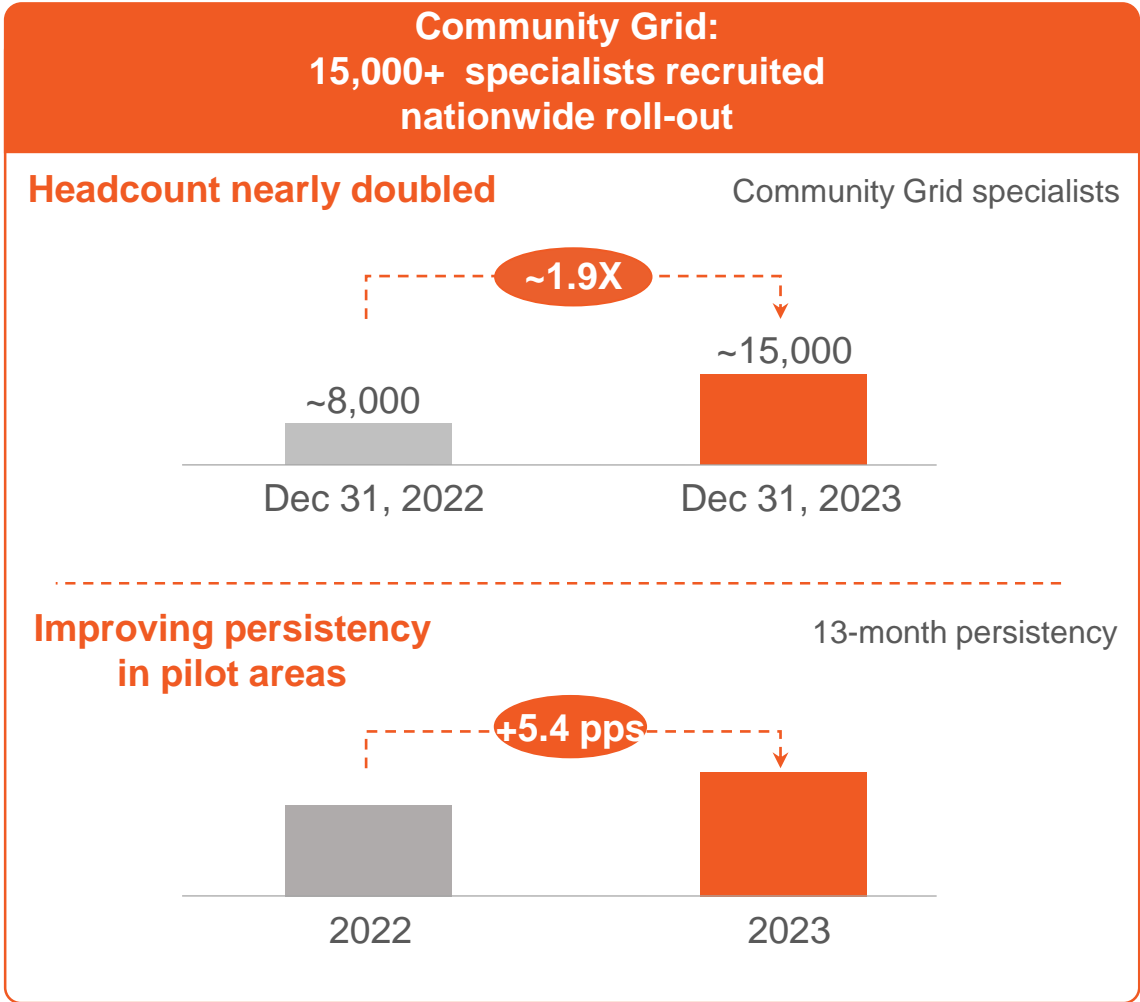 Community Grid:
15,000+ specialists recruited
nationwide roll-out
Headcount nearly doubled
Community Grid specialists
~1.9X
~8,000
~15,000
Dec 31, 2022
Dec 31, 2023
Improving persistency
in pilot areas
13-month persistency
+5.4 pps
2022
2023